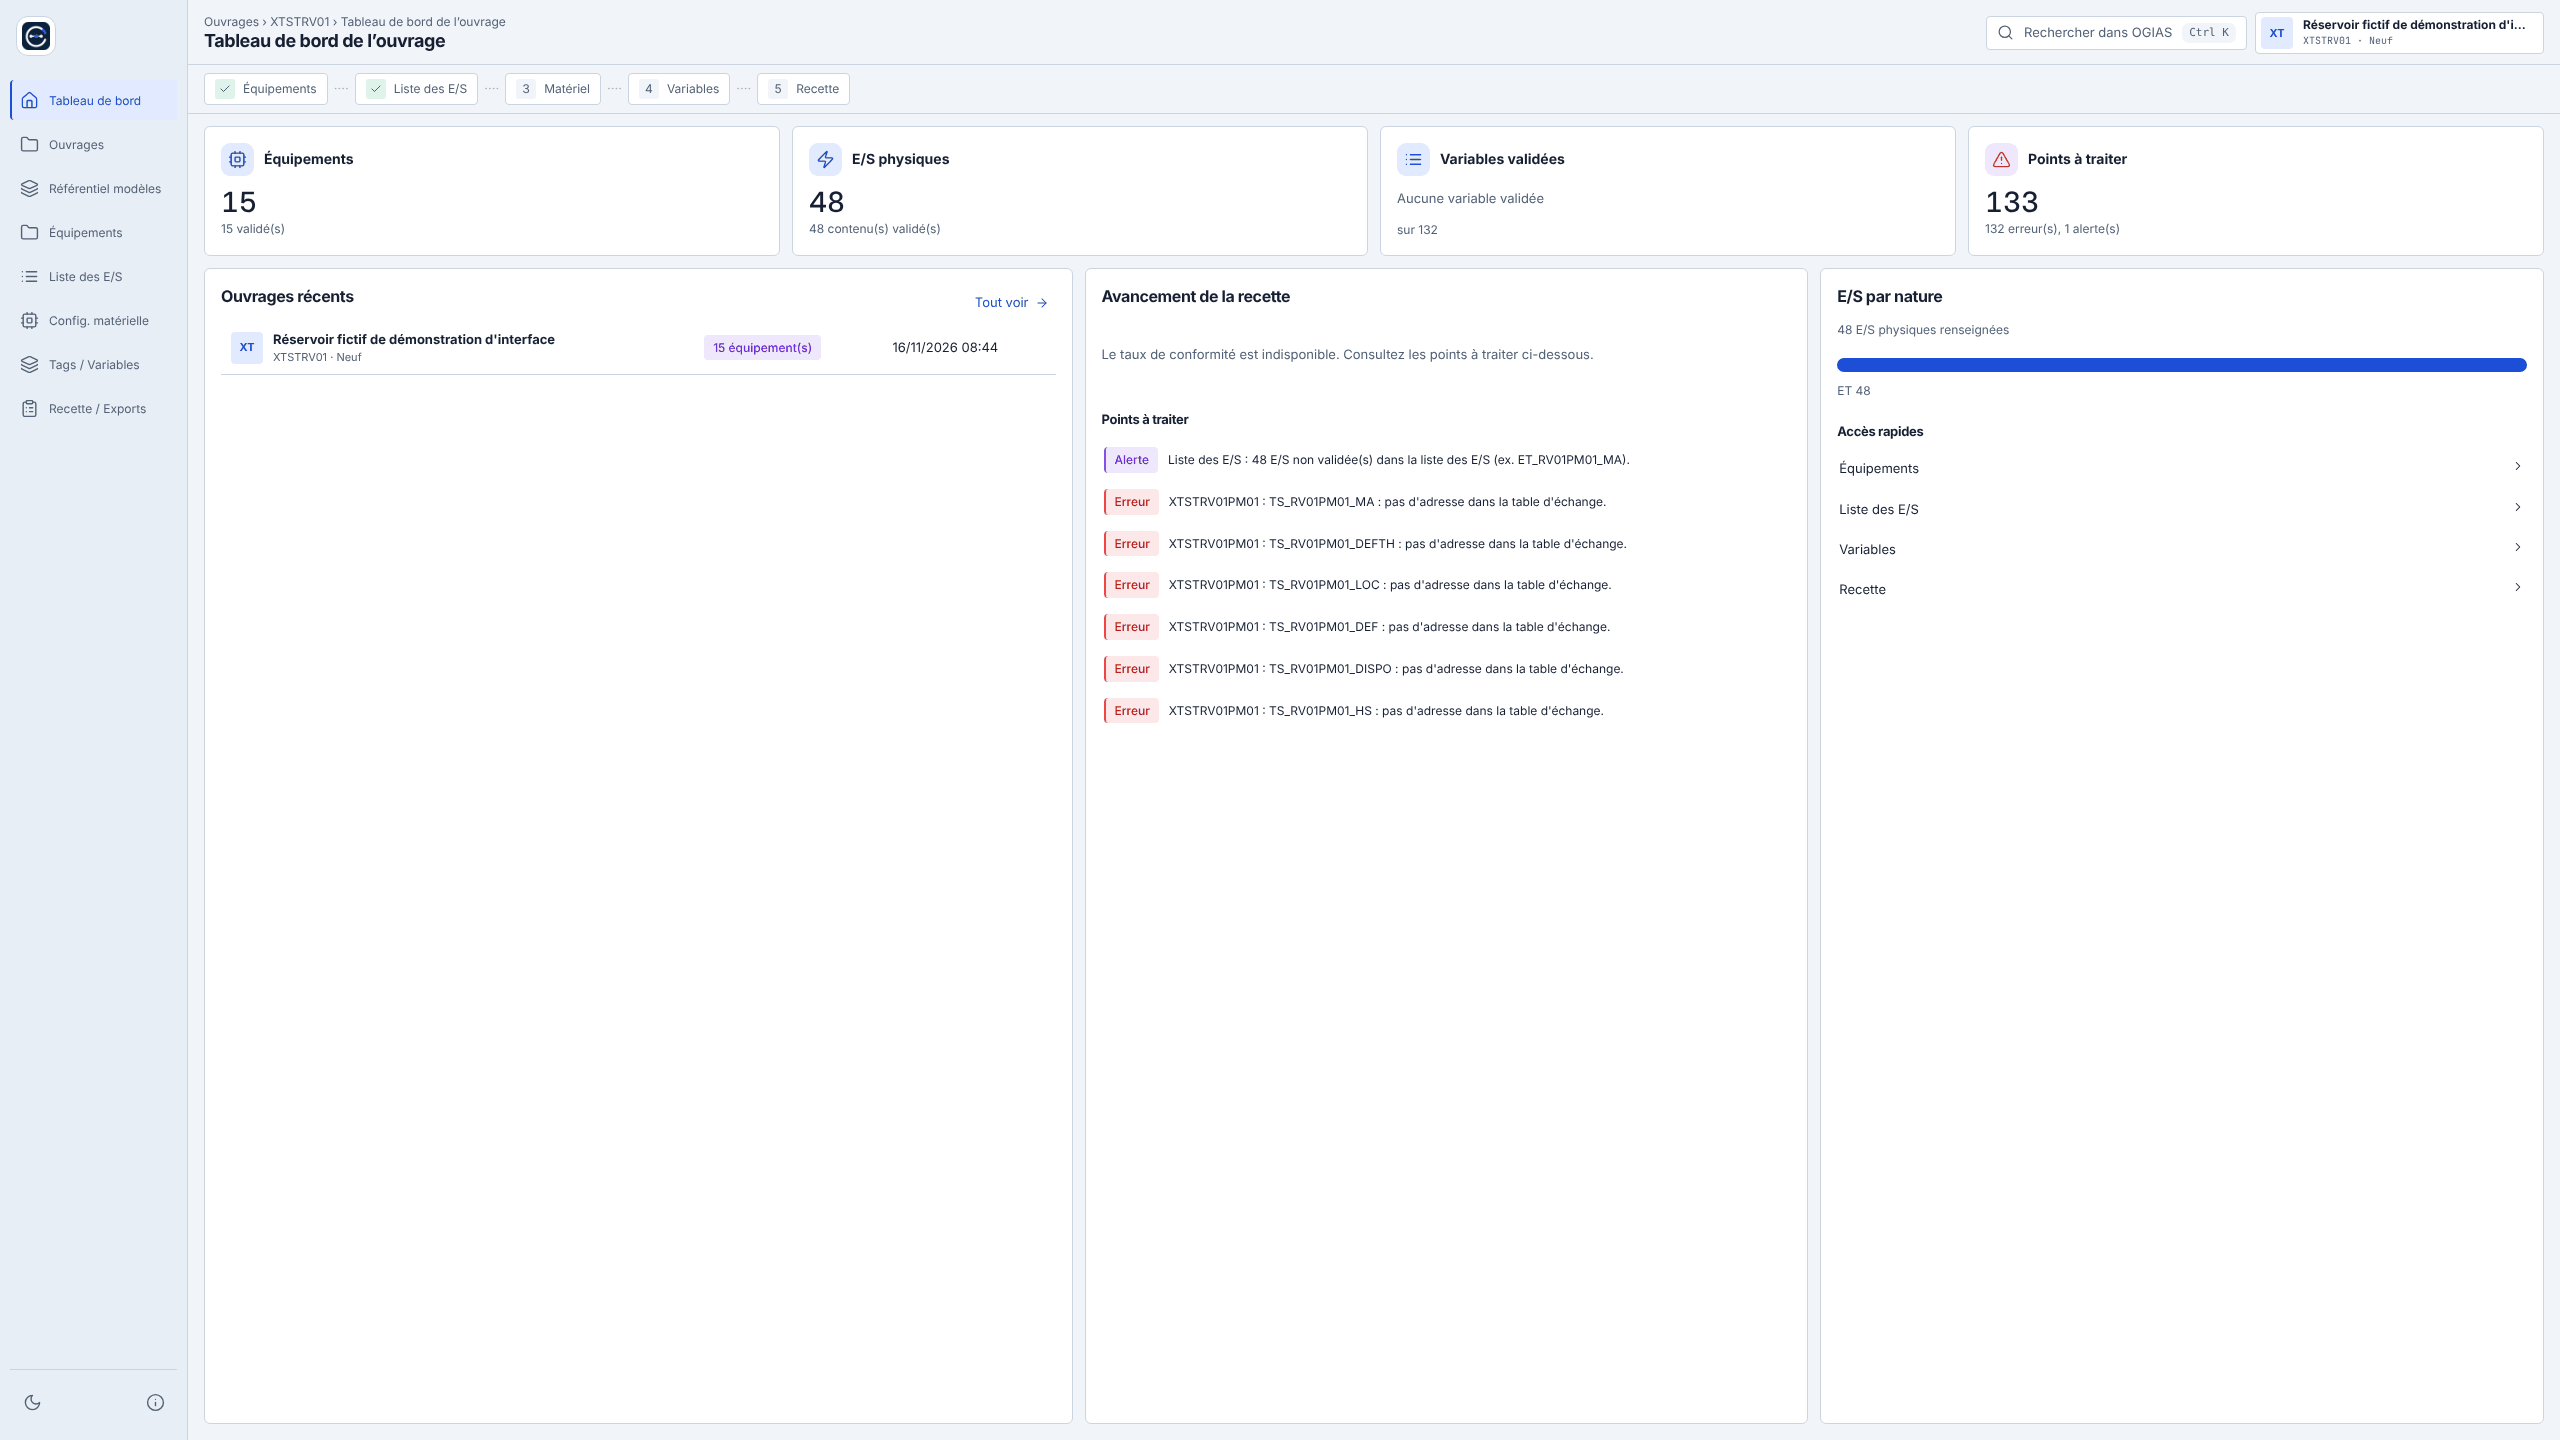 Ouvrages › XTSTRV01 › Tableau de bord de l’ouvrage
Tableau de bord de l’ouvrage
Rechercher dans OGIAS Ctrl K
XT
Réservoir fictif de démonstration d'i...
XTSTRV01 · Neuf
Tableau de bord
Ouvrages
Référentiel modèles
Équipements
Liste des E/S
Config. matérielle
Tags / Variables
Recette / Exports
Équipements
Liste des E/S
3 Matériel
4 Variables
5 Recette
Équipements
15
15 validé(s)
E/S physiques
48
48 contenu(s) validé(s)
Variables validées
Aucune variable validée
sur 132
Points à traiter
133
132 erreur(s), 1 alerte(s)
Ouvrages récents
Tout voir
XT
Réservoir fictif de démonstration d'interface
XTSTRV01 · Neuf
15 équipement(s)
16/11/2026 08:44
Avancement de la recette
Le taux de conformité est indisponible. Consultez les points à traiter ci-dessous.
Points à traiter
Alerte Liste des E/S : 48 E/S non validée(s) dans la liste des E/S (ex. ET_RV01PM01_MA).
Erreur XTSTRV01PM01 : TS_RV01PM01_MA : pas d'adresse dans la table d'échange.
Erreur XTSTRV01PM01 : TS_RV01PM01_DEFTH : pas d'adresse dans la table d'échange.
Erreur XTSTRV01PM01 : TS_RV01PM01_LOC : pas d'adresse dans la table d'échange.
Erreur XTSTRV01PM01 : TS_RV01PM01_DEF : pas d'adresse dans la table d'échange.
Erreur XTSTRV01PM01 : TS_RV01PM01_DISPO : pas d'adresse dans la table d'échange.
Erreur XTSTRV01PM01 : TS_RV01PM01_HS : pas d'adresse dans la table d'échange.
E/S par nature
48 E/S physiques renseignées
ET 48
Accès rapides
Équipements
Liste des E/S
Variables
Recette